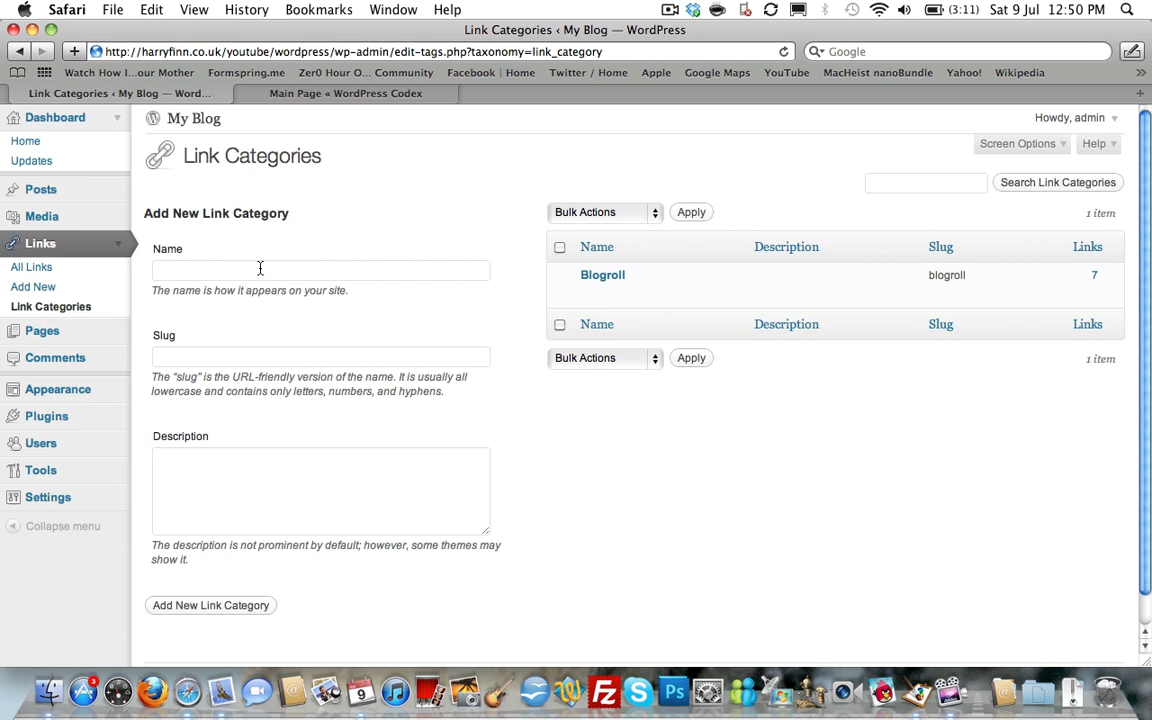 Safari File Edit View History Bookmarks Window Help (3:11) Sat 9 Jul 12:50 PM
Link Categories ‹ My Blog — WordPress
http://harryfinn.co.uk/youtube/wordpress/wp-admin/edit-tags.php?taxonomy=link_category Google
Watch How I...our Mother Formspring.me Zer0 Hour O... Community Facebook | Home Twitter / Home Apple Google Maps YouTube MacHeist nanoBundle Yahoo! Wikipedia
Link Categories ‹ My Blog — Word... Main Page « WordPress Codex
Dashboard
Home
Updates
Posts
Media
Links
All Links
Add New
Link Categories
Pages
Comments
Appearance
Plugins
Users
Tools
Settings
Collapse menu
My Blog
Howdy, admin
Link Categories
Screen Options Help
Search Link Categories
Add New Link Category
Name
The name is how it appears on your site.
Slug
The “slug” is the URL-friendly version of the name. It is usually all
lowercase and contains only letters, numbers, and hyphens.
Description
The description is not prominent by default; however, some themes may
show it.
Add New Link Category
Bulk Actions Apply 1 item
Name Description Slug Links
Blogroll blogroll 7
Name Description Slug Links
Bulk Actions Apply 1 item
3
9
Fz
Ps